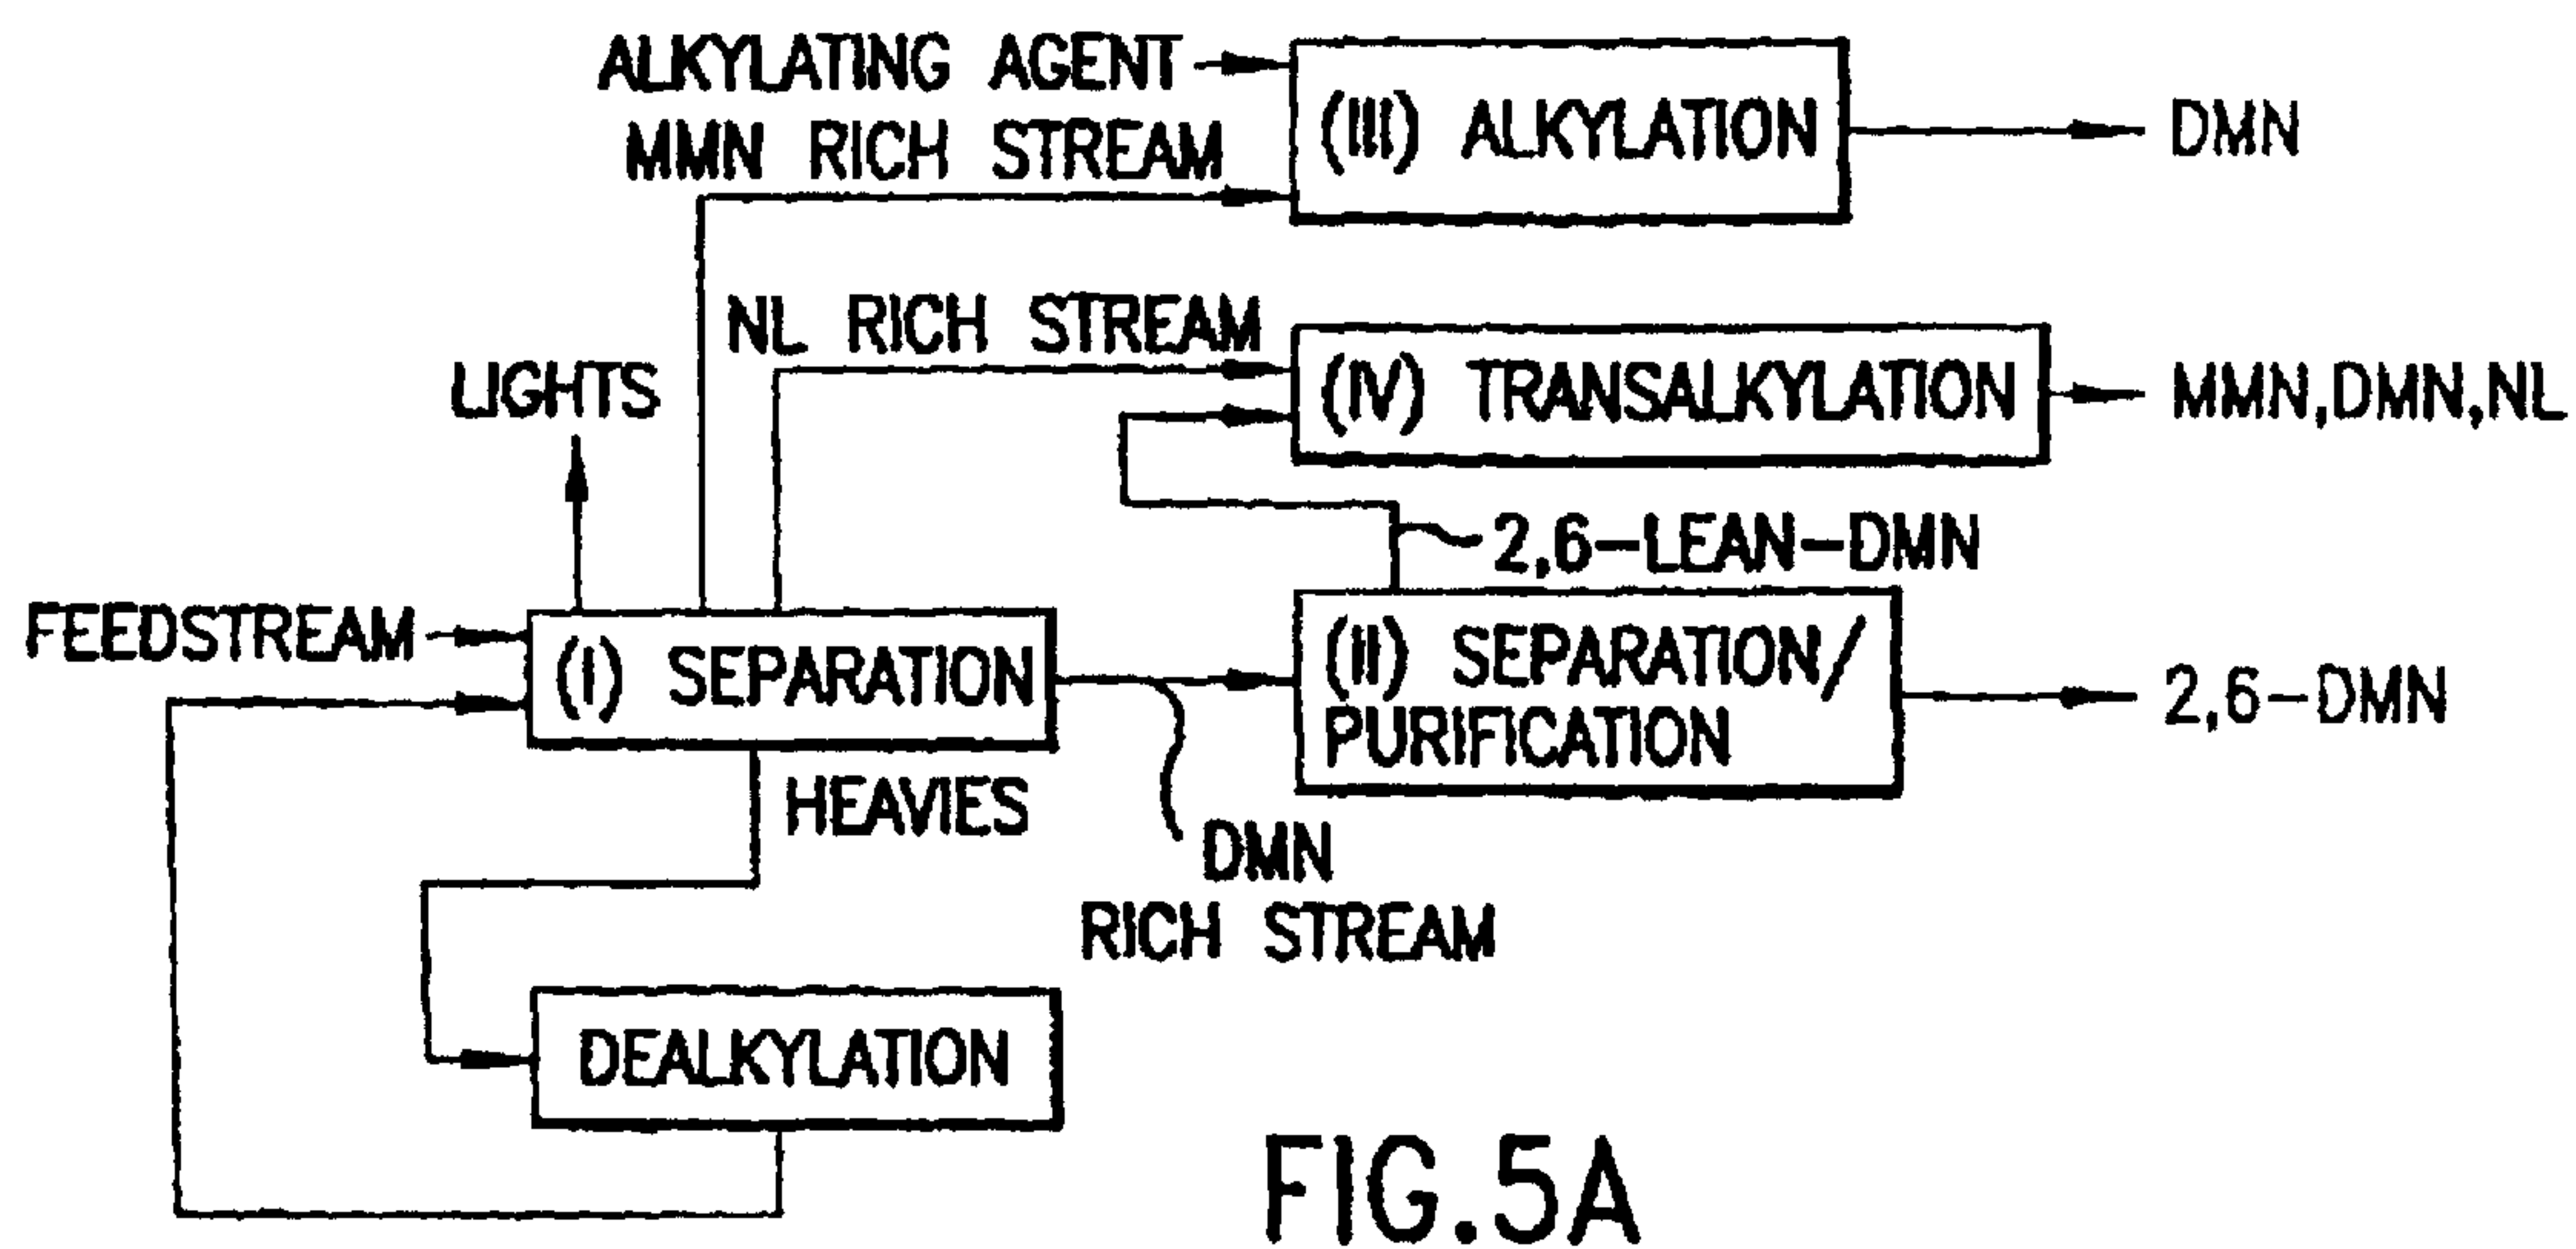 ALKYLATING AGENT
MMN RICH STREAM
(III) ALKYLATION
DMN
NL RICH STREAM
LIGHTS
(IV) TRANSALKYLATION
MMN,DMN,NL
2,6-LEAN-DMN
FEEDSTREAM
(I) SEPARATION
(II) SEPARATION/
PURIFICATION
2,6-DMN
HEAVIES
DMN
RICH STREAM
DEALKYLATION
FIG.5A